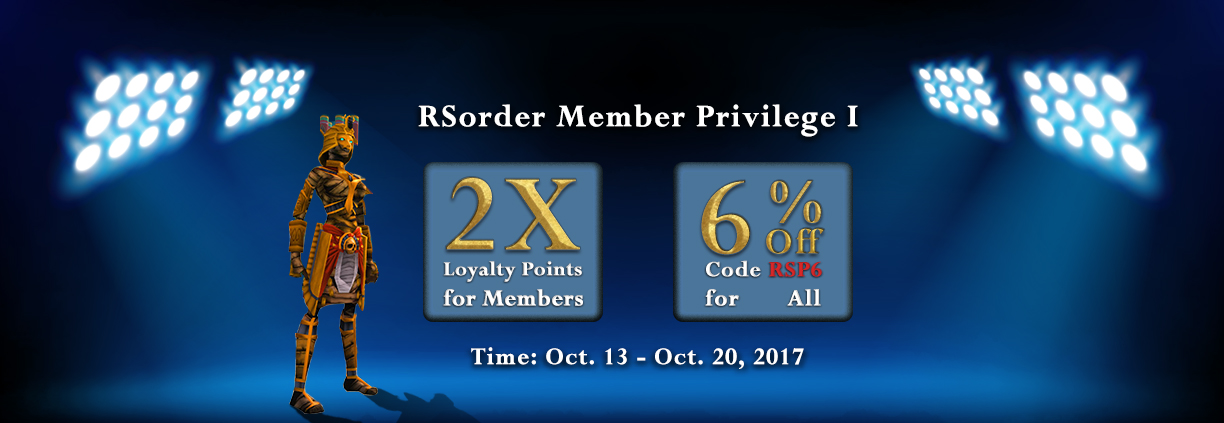 RSorder Member Privilege I
2X
Loyalty Points
for Members
6%
Off
Code RSP6
for All
Time: Oct. 13 - Oct. 20, 2017